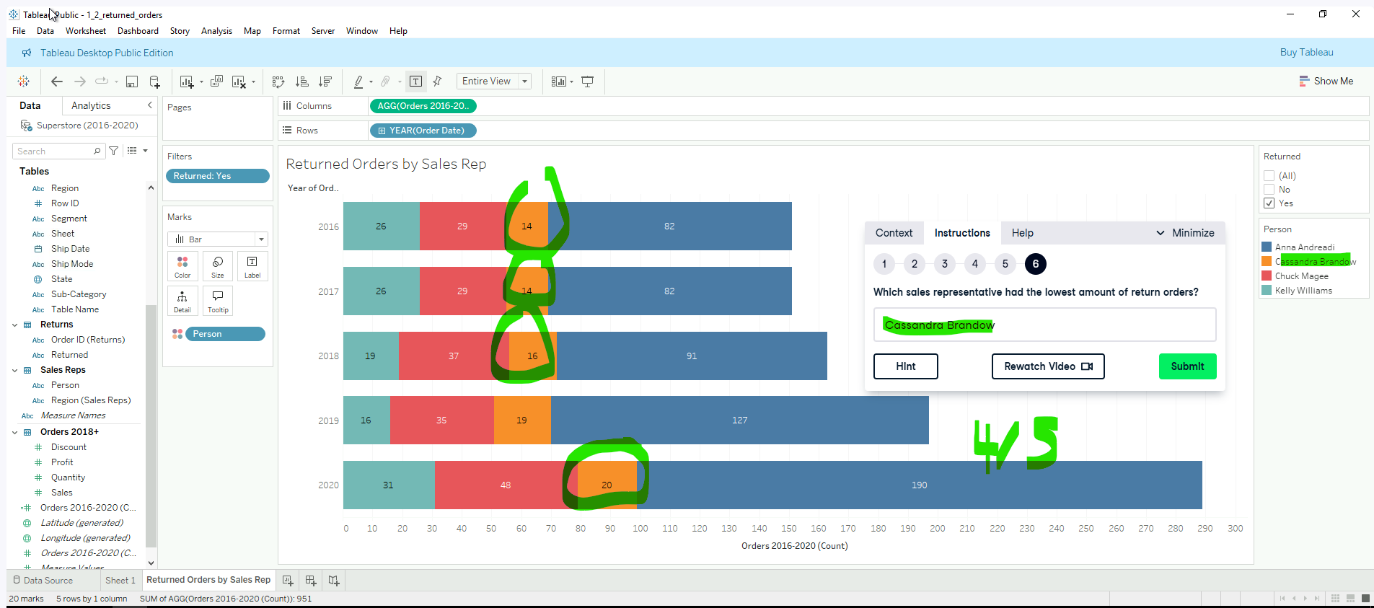 Tableau Public - 1_2_returned_orders
File Data Worksheet Dashboard Story Analysis Map Format Server Window Help
Tableau Desktop Public Edition
Buy Tableau
Entire View
Show Me
Data
Analytics
Superstore (2016-2020)
Search
Tables
Abc Region
# Row ID
Abc Segment
Abc Sheet
Ship Date
Abc Ship Mode
State
Abc Sub-Category
Abc Table Name
Returns
Abc Order ID (Returns)
Abc Returned
Sales Reps
Abc Person
Abc Region (Sales Reps)
Abc Measure Names
Orders 2018+
# Discount
# Profit
# Quantity
# Sales
# Orders 2016-2020 (C...
Latitude (generated)
Longitude (generated)
# Orders 2016-2020 (C...
# Measure Values
Pages
Filters
Returned: Yes
Marks
Bar
Color
Size
Label
Detail
Tooltip
Person
Columns
AGG(Orders 2016-20..
Rows
YEAR(Order Date)
Returned Orders by Sales Rep
Year of Ord..
2016 26 29 14 82
2017 26 29 14 82
2018 19 37 16 91
2019 16 35 19 127
2020 31 48 20 190
0 10 20 30 40 50 60 70 80 90 100 110 120 130 140 150 160 170 180 190 200 210 220 230 240 250 260 270 280 290 300
Orders 2016-2020 (Count)
Context
Instructions
Help
Minimize
1 2 3 4 5 6
Which sales representative had the lowest amount of return orders?
Cassandra Brandow
Hint
Rewatch Video
Submit
4/5
Returned
(All)
No
Yes
Person
Anna Andreadi
Cassandra Brandow
Chuck Magee
Kelly Williams
Data Source
Sheet 1
Returned Orders by Sales Rep
20 marks 5 rows by 1 column SUM of AGG(Orders 2016-2020 (Count)): 951